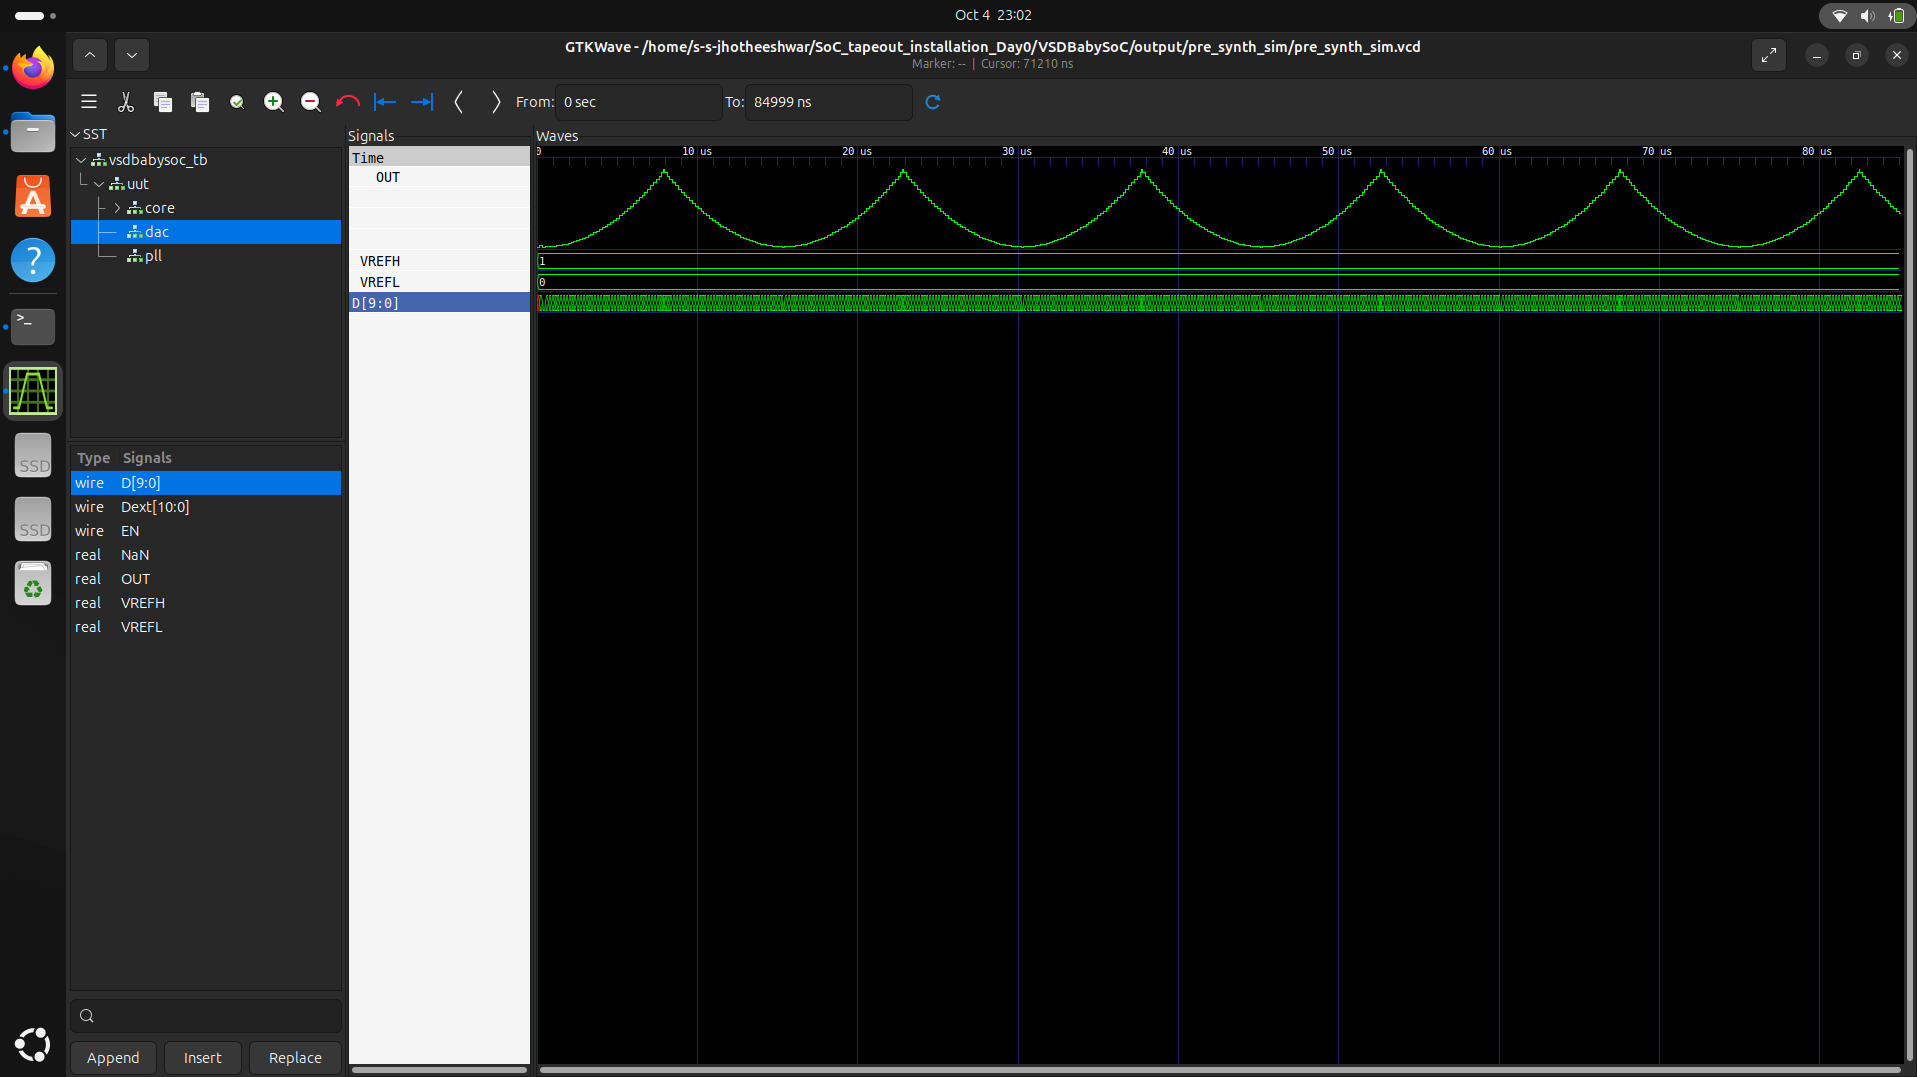 Oct 4 23:02
GTKWave - /home/s-s-jhotheeshwar/SoC_tapeout_installation_Day0/VSDBabySoC/output/pre_synth_sim/pre_synth_sim.vcd
Marker: -- | Cursor: 71210 ns
From: 0 sec To: 84999 ns
SST
vsdbabysoc_tb
uut
core
dac
pll
Type Signals
wire D[9:0]
wire Dext[10:0]
wire EN
real NaN
real OUT
real VREFH
real VREFL
Append Insert Replace
Signals
Time
OUT
VREFH
VREFL
D[9:0]
Waves
0 10 us 20 us 30 us 40 us 50 us 60 us 70 us 80 us
1
0
>_
?
SSD
SSD